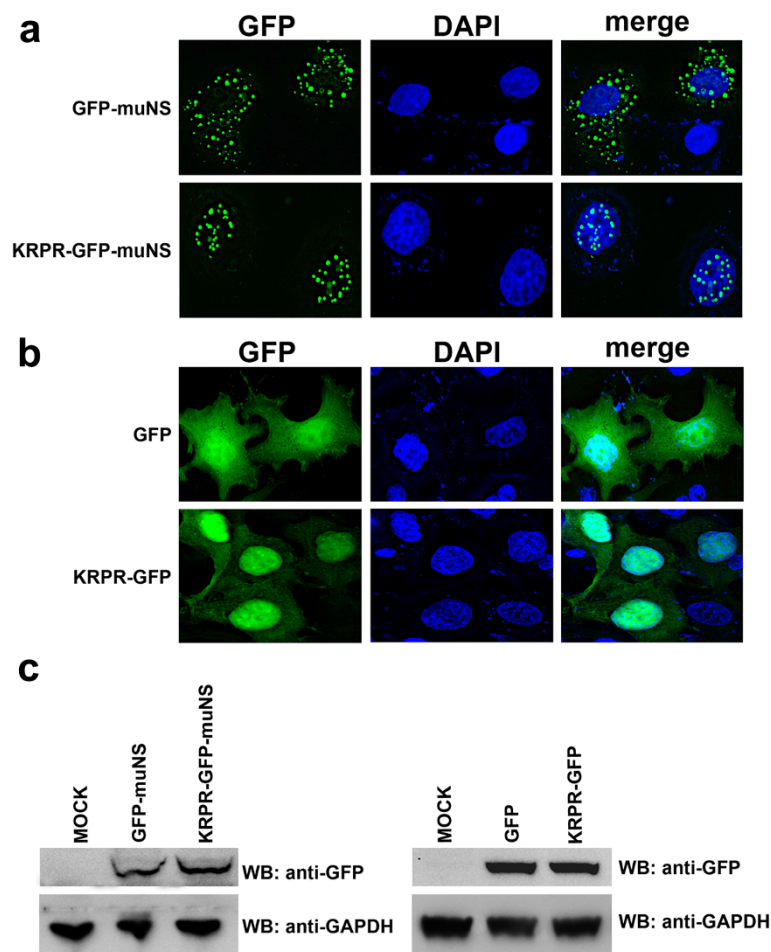 a
GFP DAPI merge
GFP-muNS
KRPR-GFP-muNS
b
GFP DAPI merge
GFP
KRPR-GFP
c
MOCK GFP-muNS KRPR-GFP-muNS MOCK GFP KRPR-GFP
WB: anti-GFP WB: anti-GFP
WB: anti-GAPDH WB: anti-GAPDH